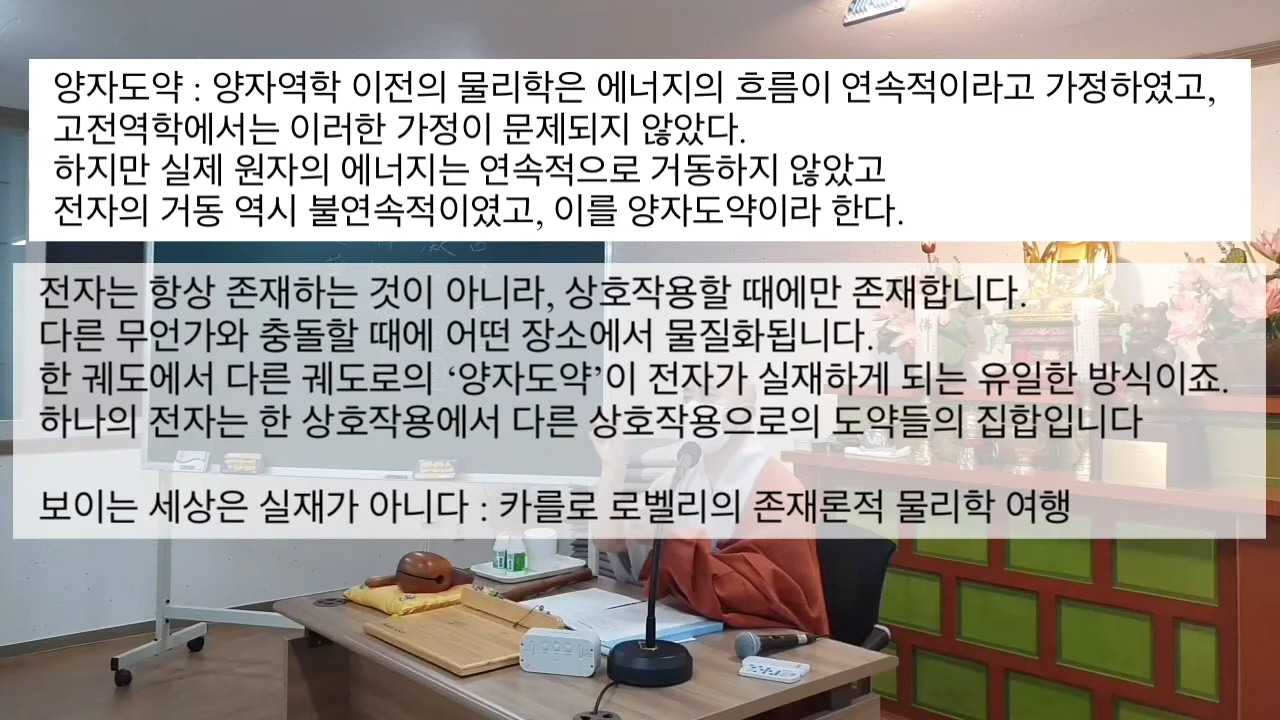 양자도약 : 양자역학 이전의 물리학은 에너지의 흐름이 연속적이라고 가정하였고,
고전역학에서는 이러한 가정이 문제되지 않았다.
하지만 실제 원자의 에너지는 연속적으로 거동하지 않았고
전자의 거동 역시 불연속적이였고, 이를 양자도약이라 한다.
전자는 항상 존재하는 것이 아니라, 상호작용할 때에만 존재합니다.
다른 무언가와 충돌할 때에 어떤 장소에서 물질화됩니다.
한 궤도에서 다른 궤도로의 ‘양자도약’이 전자가 실재하게 되는 유일한 방식이죠.
하나의 전자는 한 상호작용에서 다른 상호작용으로의 도약들의 집합입니다
보이는 세상은 실재가 아니다 : 카를로 로벨리의 존재론적 물리학 여행
佛